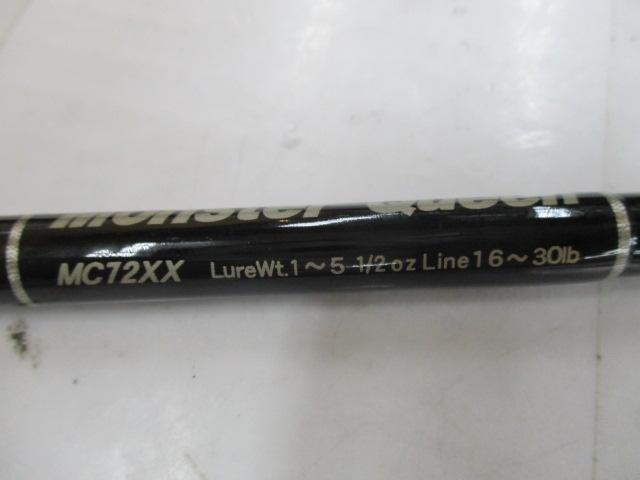 Monster Queen
MC72XX LureWt.1～5 1/2oz Line16～30lb